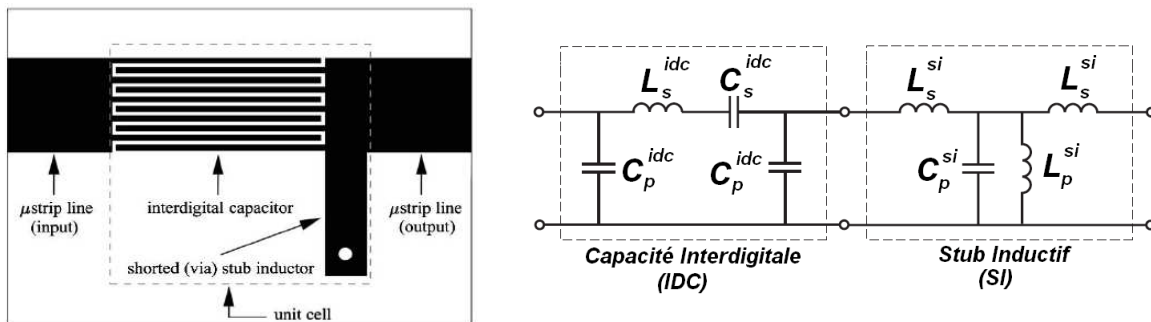 μstrip line
(input)
interdigital capacitor
μstrip line
(output)
shorted (via) stub inductor
unit cell
L_s^idc
C_s^idc
C_p^idc
C_p^idc
Capacité Interdigitale
(IDC)
L_s^si
L_s^si
C_p^si
L_p^si
Stub Inductif
(SI)